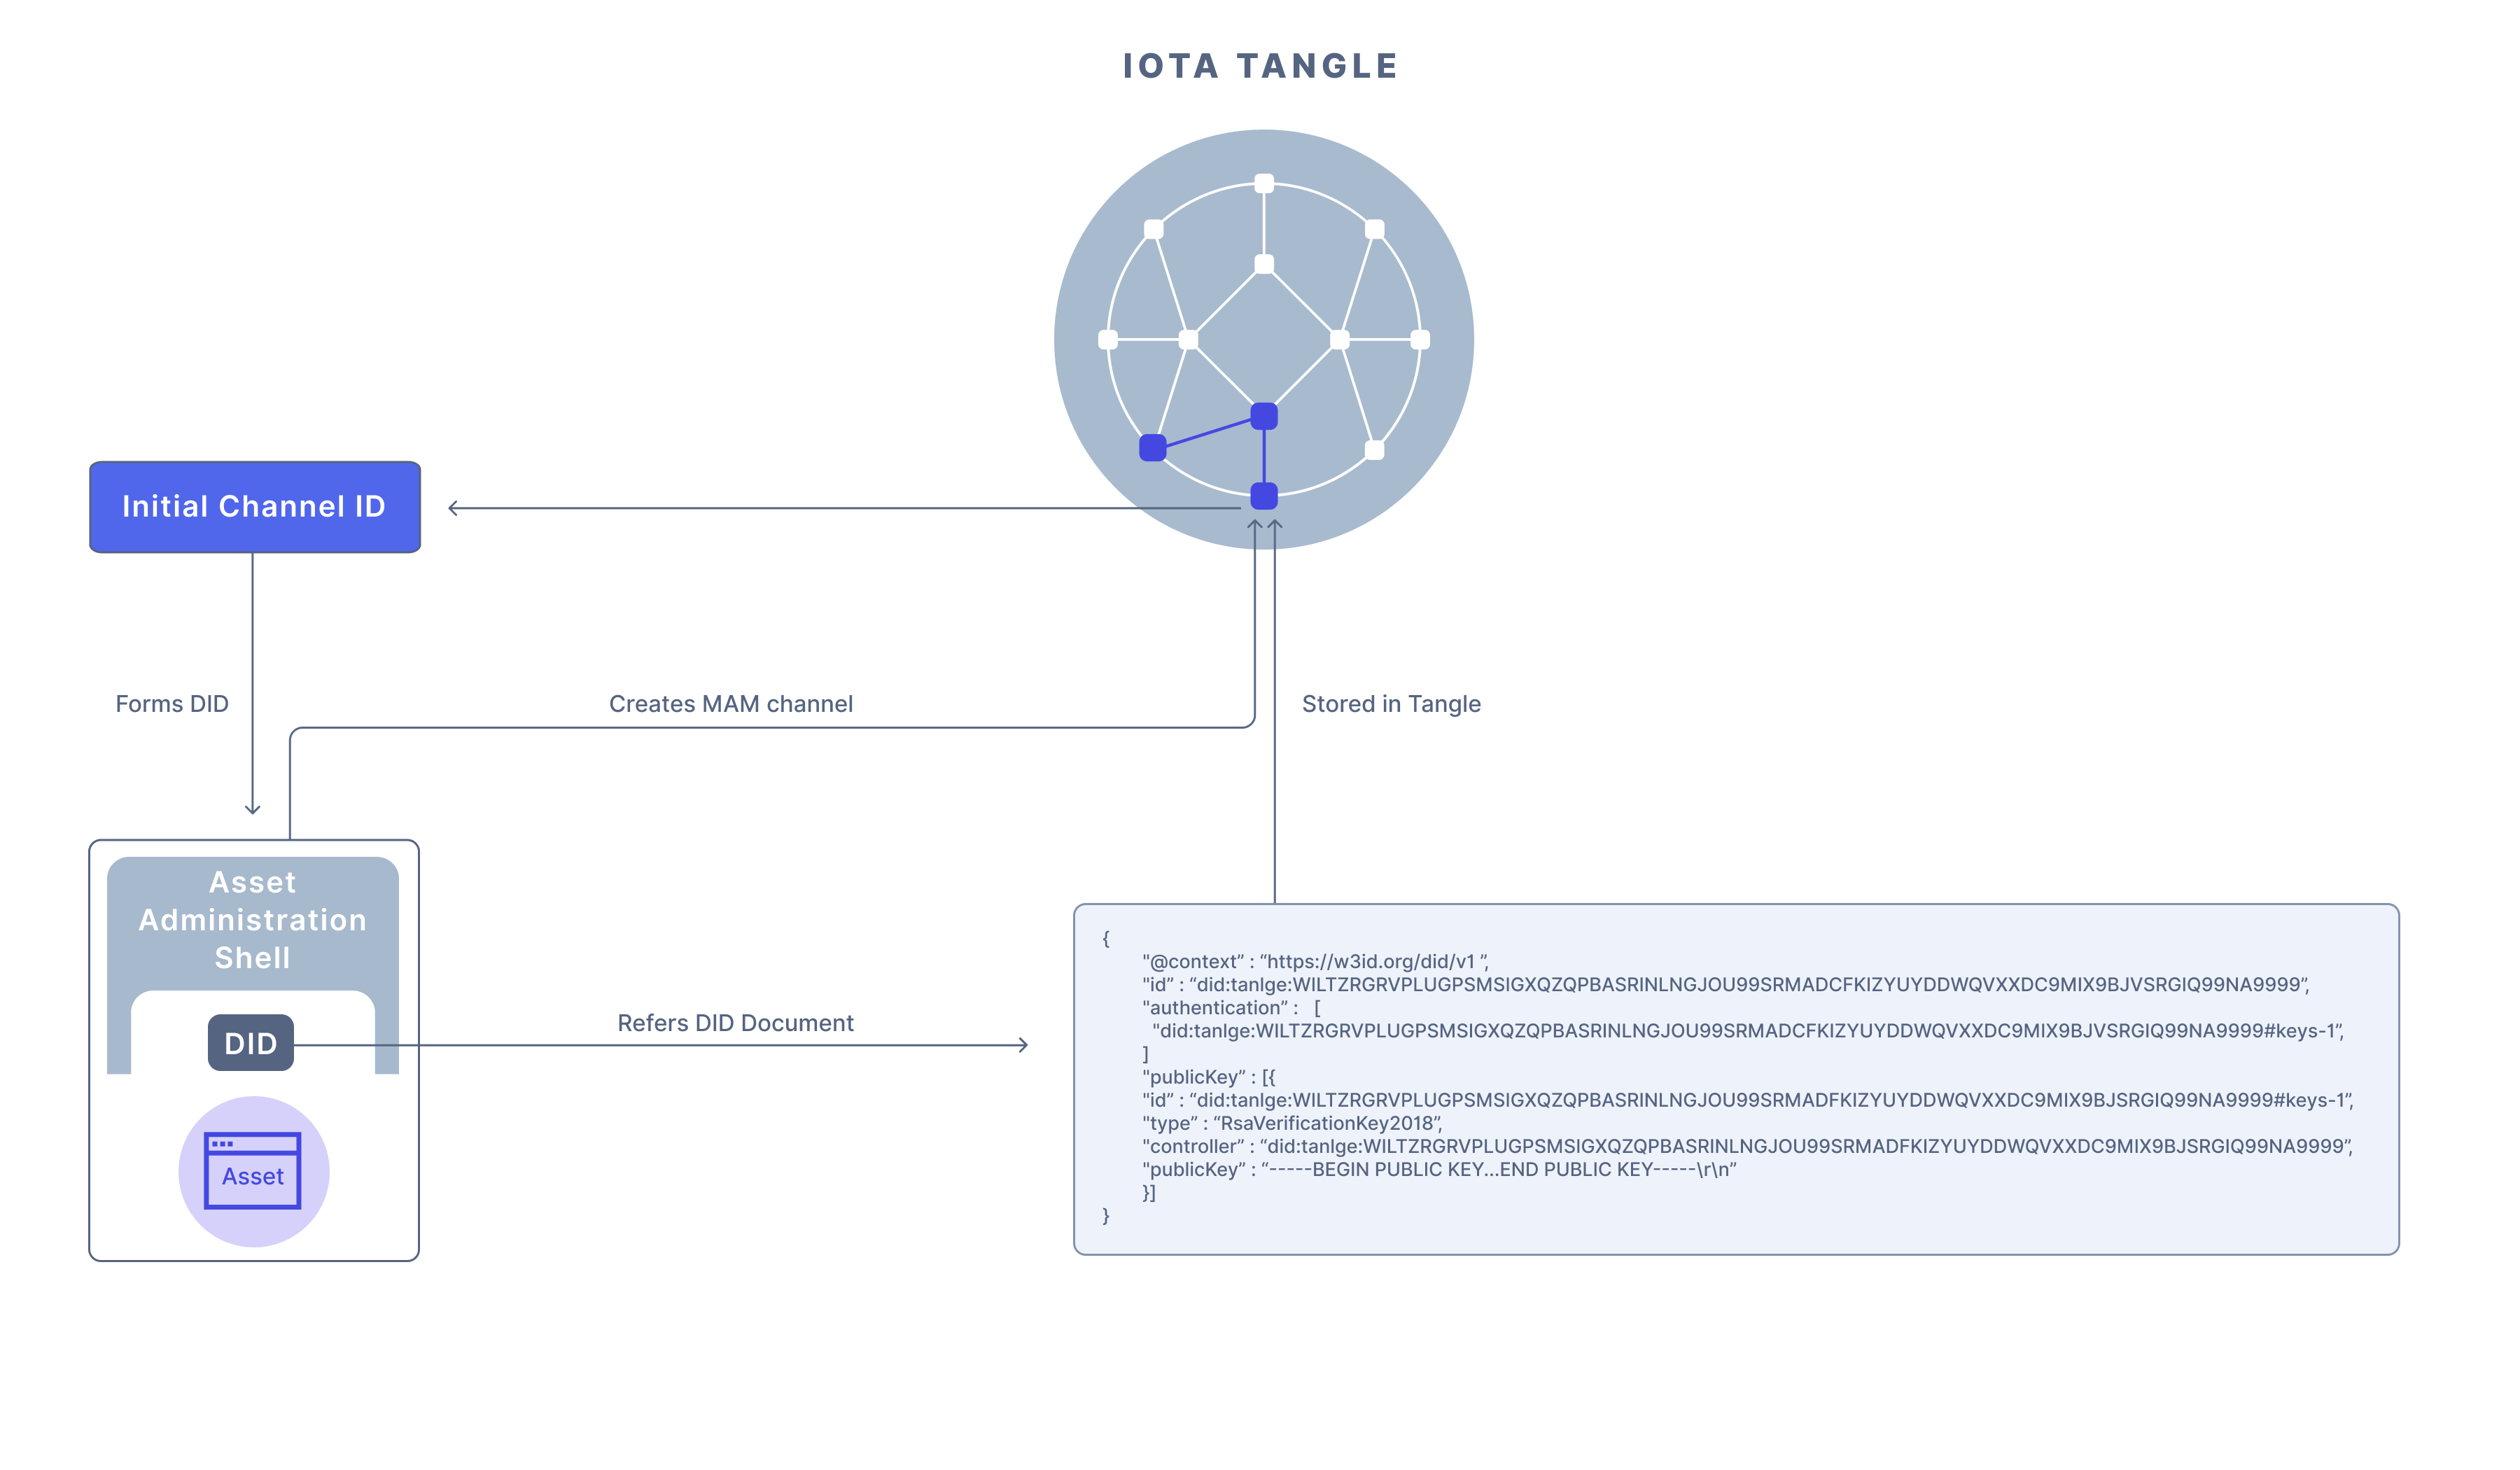 IOTA TANGLE
Initial Channel ID
Forms DID
Creates MAM channel
Stored in Tangle
Asset
Administration
Shell
DID
Refers DID Document
Asset
{
"@context” : “https://w3id.org/did/v1 ”,
"id” : “did:tanlge:WILTZRGRVPLUGPSMSIGXQZQPBASRINLNGJOU99SRMADCFKIZYUYDDWQVXXDC9MIX9BJVSRGIQ99NA9999”,
"authentication” : [
"did:tanlge:WILTZRGRVPLUGPSMSIGXQZQPBASRINLNGJOU99SRMADCFKIZYUYDDWQVXXDC9MIX9BJVSRGIQ99NA9999#keys-1”,
]
"publicKey” : [{
"id” : “did:tanlge:WILTZRGRVPLUGPSMSIGXQZQPBASRINLNGJOU99SRMADFKIZYUYDDWQVXXDC9MIX9BJSRGIQ99NA9999#keys-1”,
"type” : “RsaVerificationKey2018”,
"controller” : “did:tanlge:WILTZRGRVPLUGPSMSIGXQZQPBASRINLNGJOU99SRMADFKIZYUYDDWQVXXDC9MIX9BJSRGIQ99NA9999”,
"publicKey” : “-----BEGIN PUBLIC KEY...END PUBLIC KEY-----\r\n”
}]
}